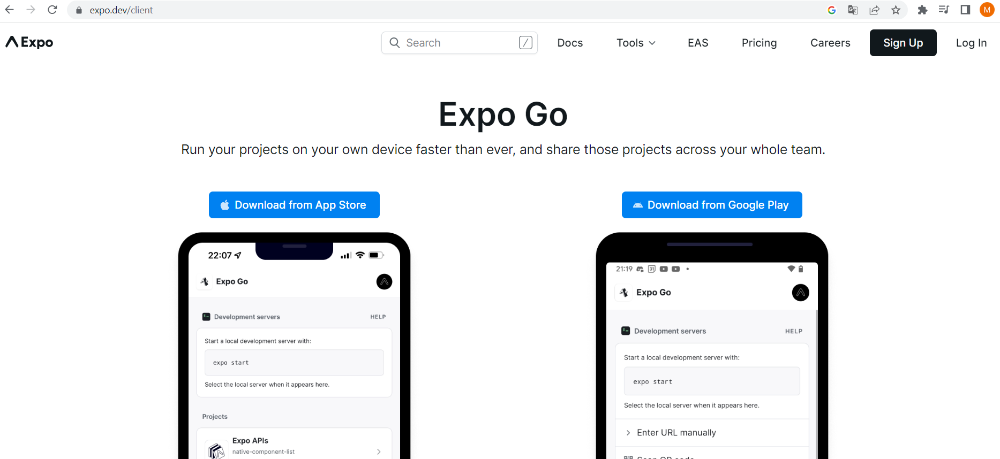 expo.dev/client
M
Expo
Search
/
Docs
Tools
EAS
Pricing
Careers
Sign Up
Log In
Expo Go
Run your projects on your own device faster than ever, and share those projects across your whole team.
Download from App Store
Download from Google Play
22:07
Expo Go
Development servers
HELP
Start a local development server with:
expo start
Select the local server when it appears here.
Projects
Expo APIs
native-component-list
21:19
31
Expo Go
Development servers
HELP
Start a local development server with:
expo start
Select the local server when it appears here.
Enter URL manually
Scan QR code